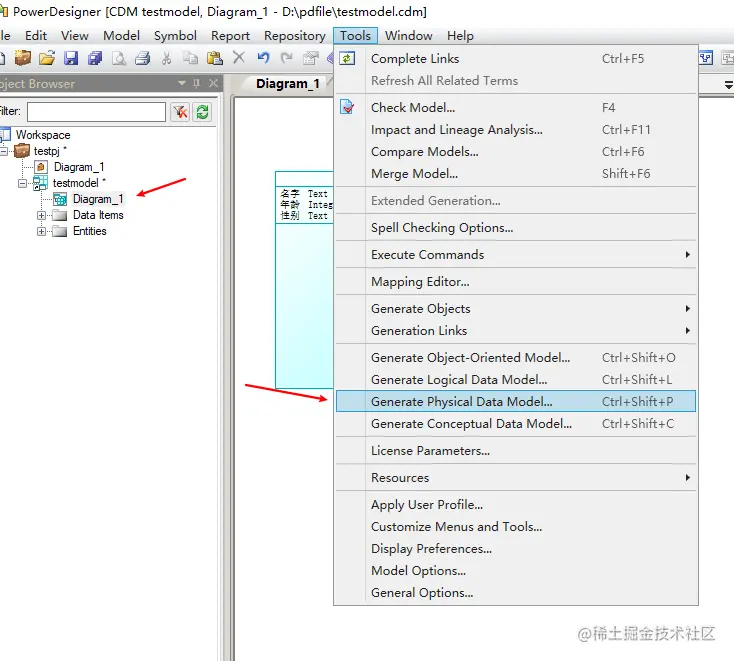 PowerDesigner [CDM testmodel, Diagram_1 - D:\pdfile\testmodel.cdm]
le Edit View Model Symbol Report Repository Tools Window Help
oject Browser
Diagram_1
ilter:
Workspace
testpj *
Diagram_1
testmodel *
Diagram_1
Data Items
Entities
名字 Text
年龄 Integ
性别 Text
Complete Links Ctrl+F5
Refresh All Related Terms
Check Model... F4
Impact and Lineage Analysis... Ctrl+F11
Compare Models... Ctrl+F6
Merge Model... Shift+F6
Extended Generation...
Spell Checking Options...
Execute Commands
Mapping Editor...
Generate Objects
Generation Links
Generate Object-Oriented Model... Ctrl+Shift+O
Generate Logical Data Model... Ctrl+Shift+L
Generate Physical Data Model... Ctrl+Shift+P
Generate Conceptual Data Model... Ctrl+Shift+C
License Parameters...
Resources
Apply User Profile...
Customize Menus and Tools...
Display Preferences...
Model Options...
General Options...
@稀土掘金技术社区